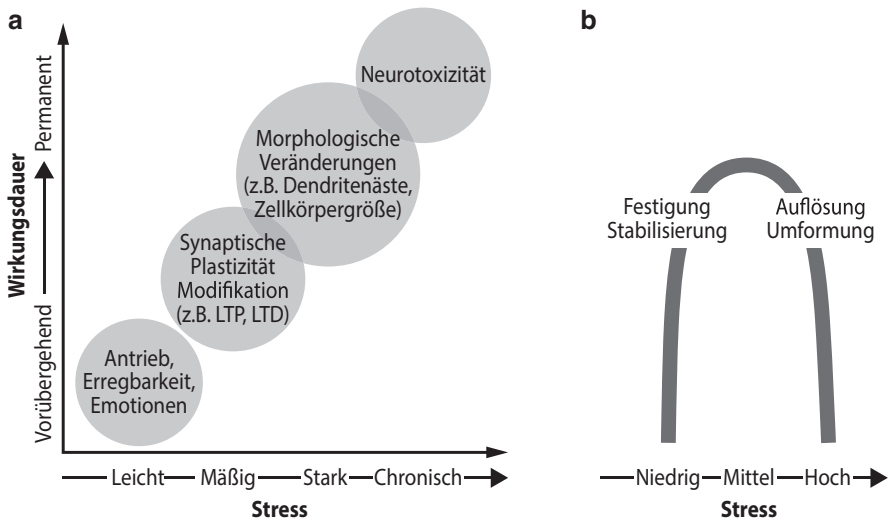 a
Wirkungsdauer
Vorübergehend
Permanent
Neurotoxizität
Morphologische
Veränderungen
(z.B. Dendritenäste,
Zellkörpergröße)
Synaptische
Plastizität
Modifikation
(z.B. LTP, LTD)
Antrieb,
Erregbarkeit,
Emotionen
Leicht Mäßig Stark Chronisch
Stress
b
Festigung
Stabilisierung
Auflösung
Umformung
Niedrig Mittel Hoch
Stress